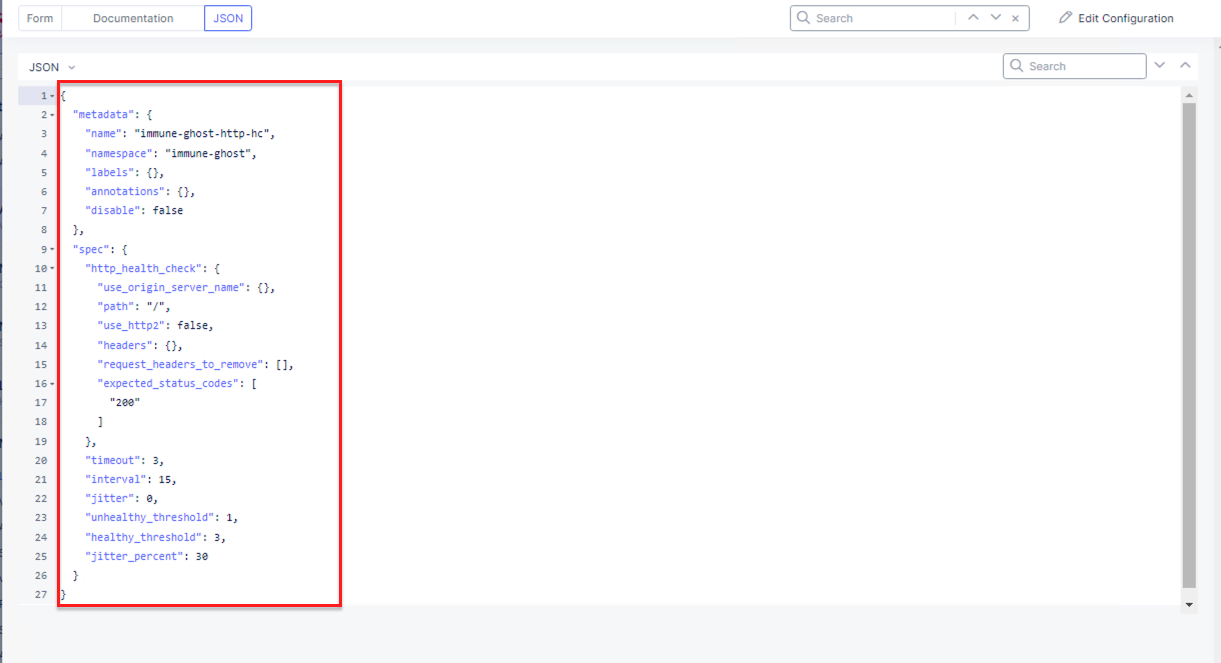 Form Documentation JSON Search Edit Configuration
JSON Search
1 {
2 "metadata": {
3 "name": "immune-ghost-http-hc",
4 "namespace": "immune-ghost",
5 "labels": {},
6 "annotations": {},
7 "disable": false
8 },
9 "spec": {
10 "http_health_check": {
11 "use_origin_server_name": {},
12 "path": "/",
13 "use_http2": false,
14 "headers": {},
15 "request_headers_to_remove": [],
16 "expected_status_codes": [
17 "200"
18 ]
19 },
20 "timeout": 3,
21 "interval": 15,
22 "jitter": 0,
23 "unhealthy_threshold": 1,
24 "healthy_threshold": 3,
25 "jitter_percent": 30
26 }
27 }